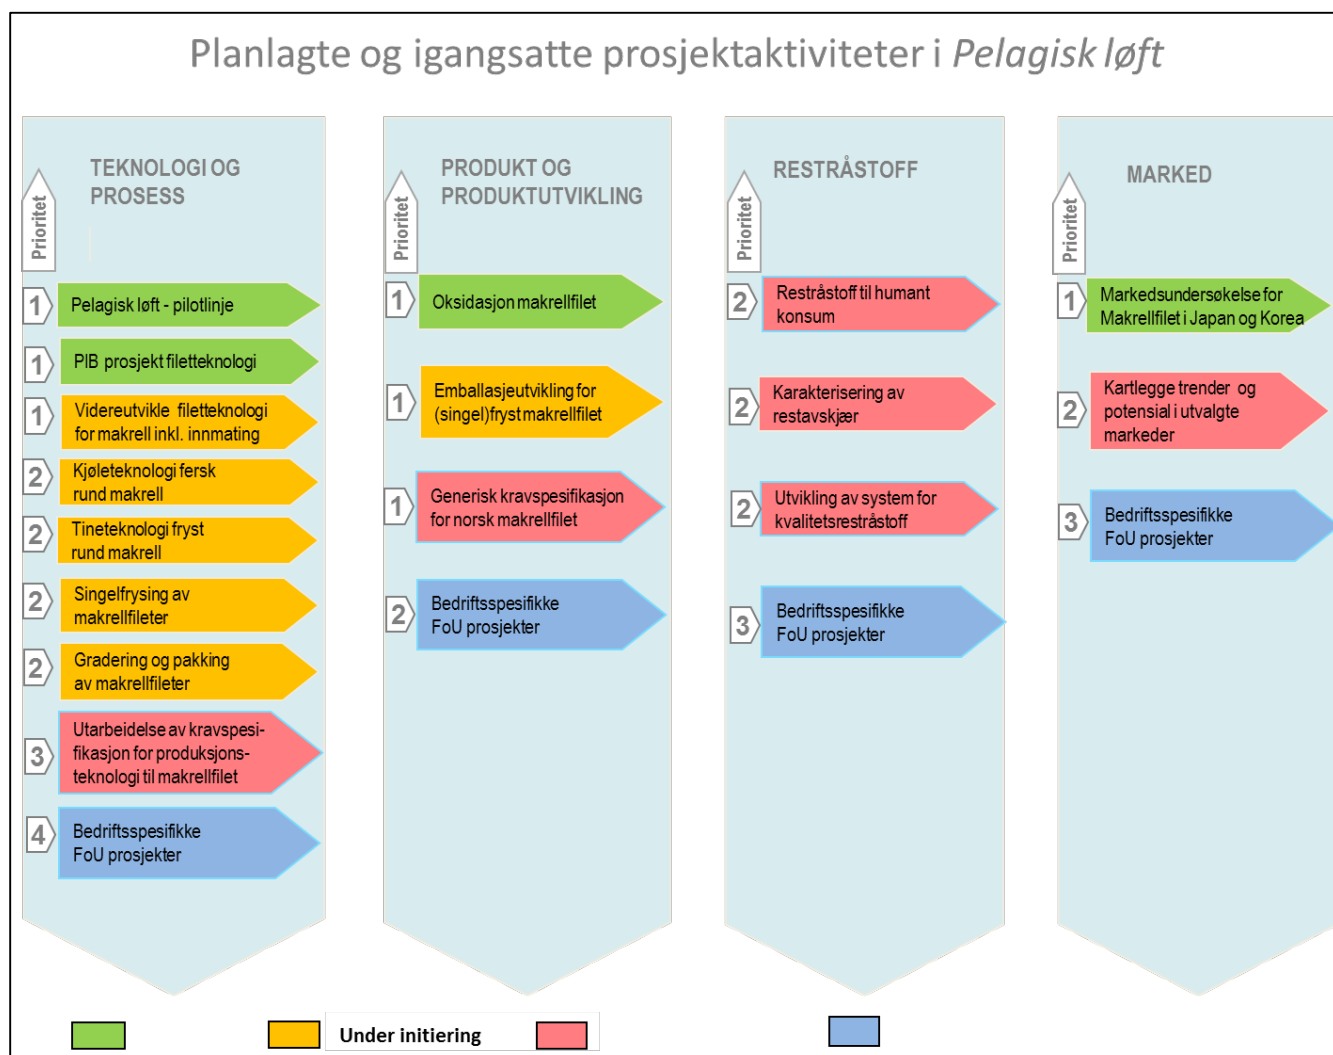 Planlagte og igangsatte prosjektaktiviteter i Pelagisk løft
TEKNOLOGI OG
PROSESS
Prioritet
1
Pelagisk løft - pilotlinje
1
PIB prosjekt filetteknologi
1
Videreutvikle filetteknologi
for makrell inkl. innmating
2
Kjøleteknologi fersk
rund makrell
2
Tineteknologi fryst
rund makrell
2
Singelfrysing av
makrellfileter
2
Gradering og pakking
av makrellfileter
3
Utarbeidelse av kravspesi-
fikasjon for produksjons-
teknologi til makrellfilet
4
Bedriftsspesifikke
FoU prosjekter
PRODUKT OG
PRODUKTUTVIKLING
Prioritet
1
Oksidasjon makrellfilet
1
Emballasjeutvikling for
(singel)fryst makrellfilet
1
Generisk kravspesifikasjon
for norsk makrellfilet
2
Bedriftsspesifikke
FoU prosjekter
RESTRÅSTOFF
Prioritet
2
Restråstoff til humant
konsum
2
Karakterisering av
restavskjær
2
Utvikling av system for
kvalitetsrestråstoff
3
Bedriftsspesifikke
FoU prosjekter
MARKED
Prioritet
1
Markedsundersøkelse for
Makrellfilet i Japan og Korea
2
Kartlegge trender og
potensial i utvalgte
markeder
3
Bedriftsspesifikke
FoU prosjekter
Under initiering